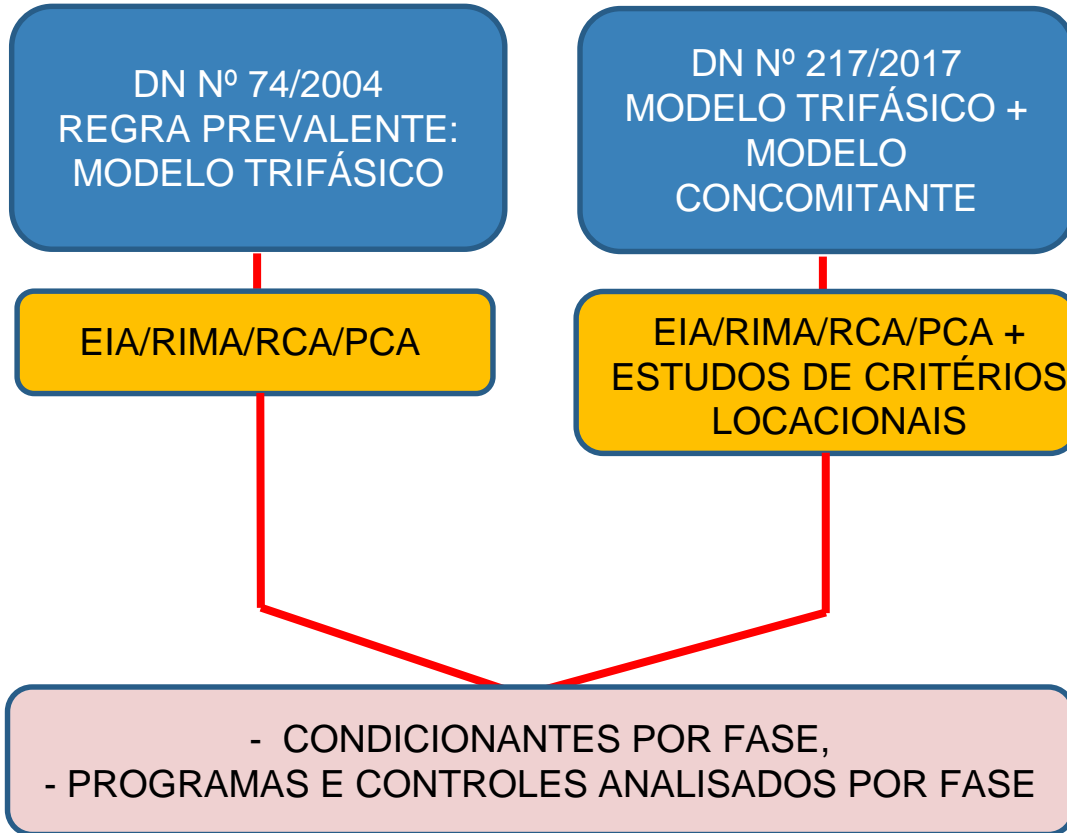 DN Nº 74/2004
REGRA PREVALENTE:
MODELO TRIFÁSICO
DN Nº 217/2017
MODELO TRIFÁSICO +
MODELO
CONCOMITANTE
EIA/RIMA/RCA/PCA
EIA/RIMA/RCA/PCA +
ESTUDOS DE CRITÉRIOS
LOCACIONAIS
- CONDICIONANTES POR FASE,
- PROGRAMAS E CONTROLES ANALISADOS POR FASE